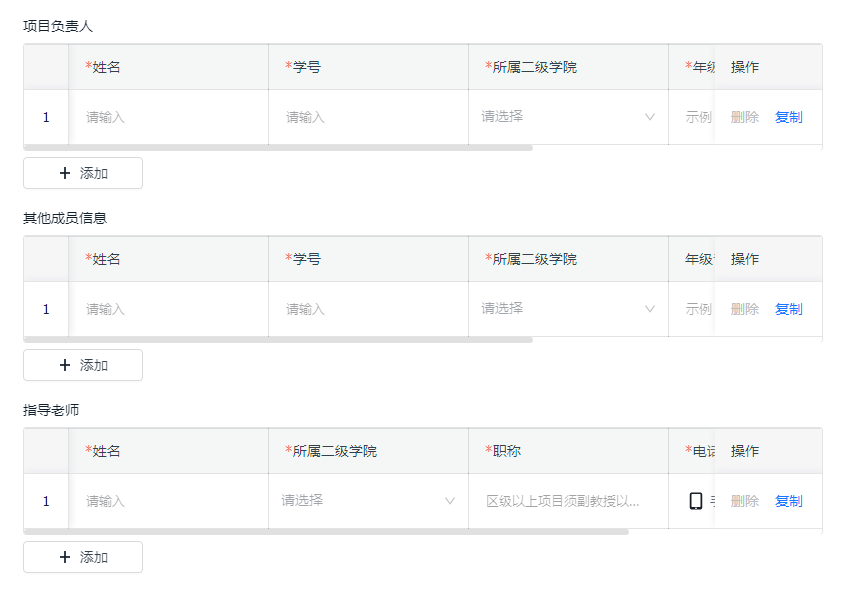 项目负责人
*姓名 *学号 *所属二级学院 *年级 操作
1 请输入 请输入 请选择 示例 删除 复制
+ 添加
其他成员信息
*姓名 *学号 *所属二级学院 年级 操作
1 请输入 请输入 请选择 示例 删除 复制
+ 添加
指导老师
*姓名 *所属二级学院 *职称 *电话 操作
1 请输入 请选择 区级以上项目须副教授以... 删除 复制
+ 添加